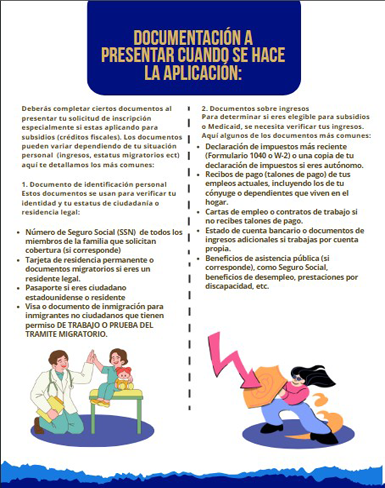 DOCUMENTACIÓN A
PRESENTAR CUANDO SE HACE
LA APLICACIÓN:
Deberás completar ciertos documentos al
presentar tu solicitud de inscripción
especialmente si estas aplicando para
subsidios (créditos fiscales). Los documentos
pueden variar dependiendo de tu situación
personal (ingresos, estatus migratorios ect)
aquí te detallamos los más comunes:
1. Documento de identificación personal
Estos documentos se usan para verificar tu
identidad y tu estatus de ciudadanía o
residencia legal:
• Número de Seguro Social (SSN) de todos los
miembros de la familia que solicitan
cobertura (si corresponde)
• Tarjeta de residencia permanente o
documentos migratorios si eres un
residente legal.
• Pasaporte si eres ciudadano
estadounidense o residente
• Visa o documento de inmigración para
inmigrantes no ciudadanos que tienen
permiso DE TRABAJO O PRUEBA DEL
TRAMITE MIGRATORIO.
2. Documentos sobre ingresos
Para determinar si eres elegible para subsidios
o Medicaid, se necesita verificar tus ingresos.
Aquí algunos de los documentos más comunes:
• Declaración de impuestos más reciente
(Formulario 1040 o W-2) o una copia de tu
declaración de impuestos si eres autónomo.
• Recibos de pago (talones de pago) de tus
empleos actuales, incluyendo los de tu
cónyuge o dependientes que viven en el
hogar.
• Cartas de empleo o contratos de trabajo si
no recibes talones de pago.
• Estado de cuenta bancario o documentos de
ingresos adicionales si trabajas por cuenta
propia.
• Beneficios de asistencia pública (si
corresponde), como Seguro Social,
beneficios de desempleo, prestaciones por
discapacidad, etc.